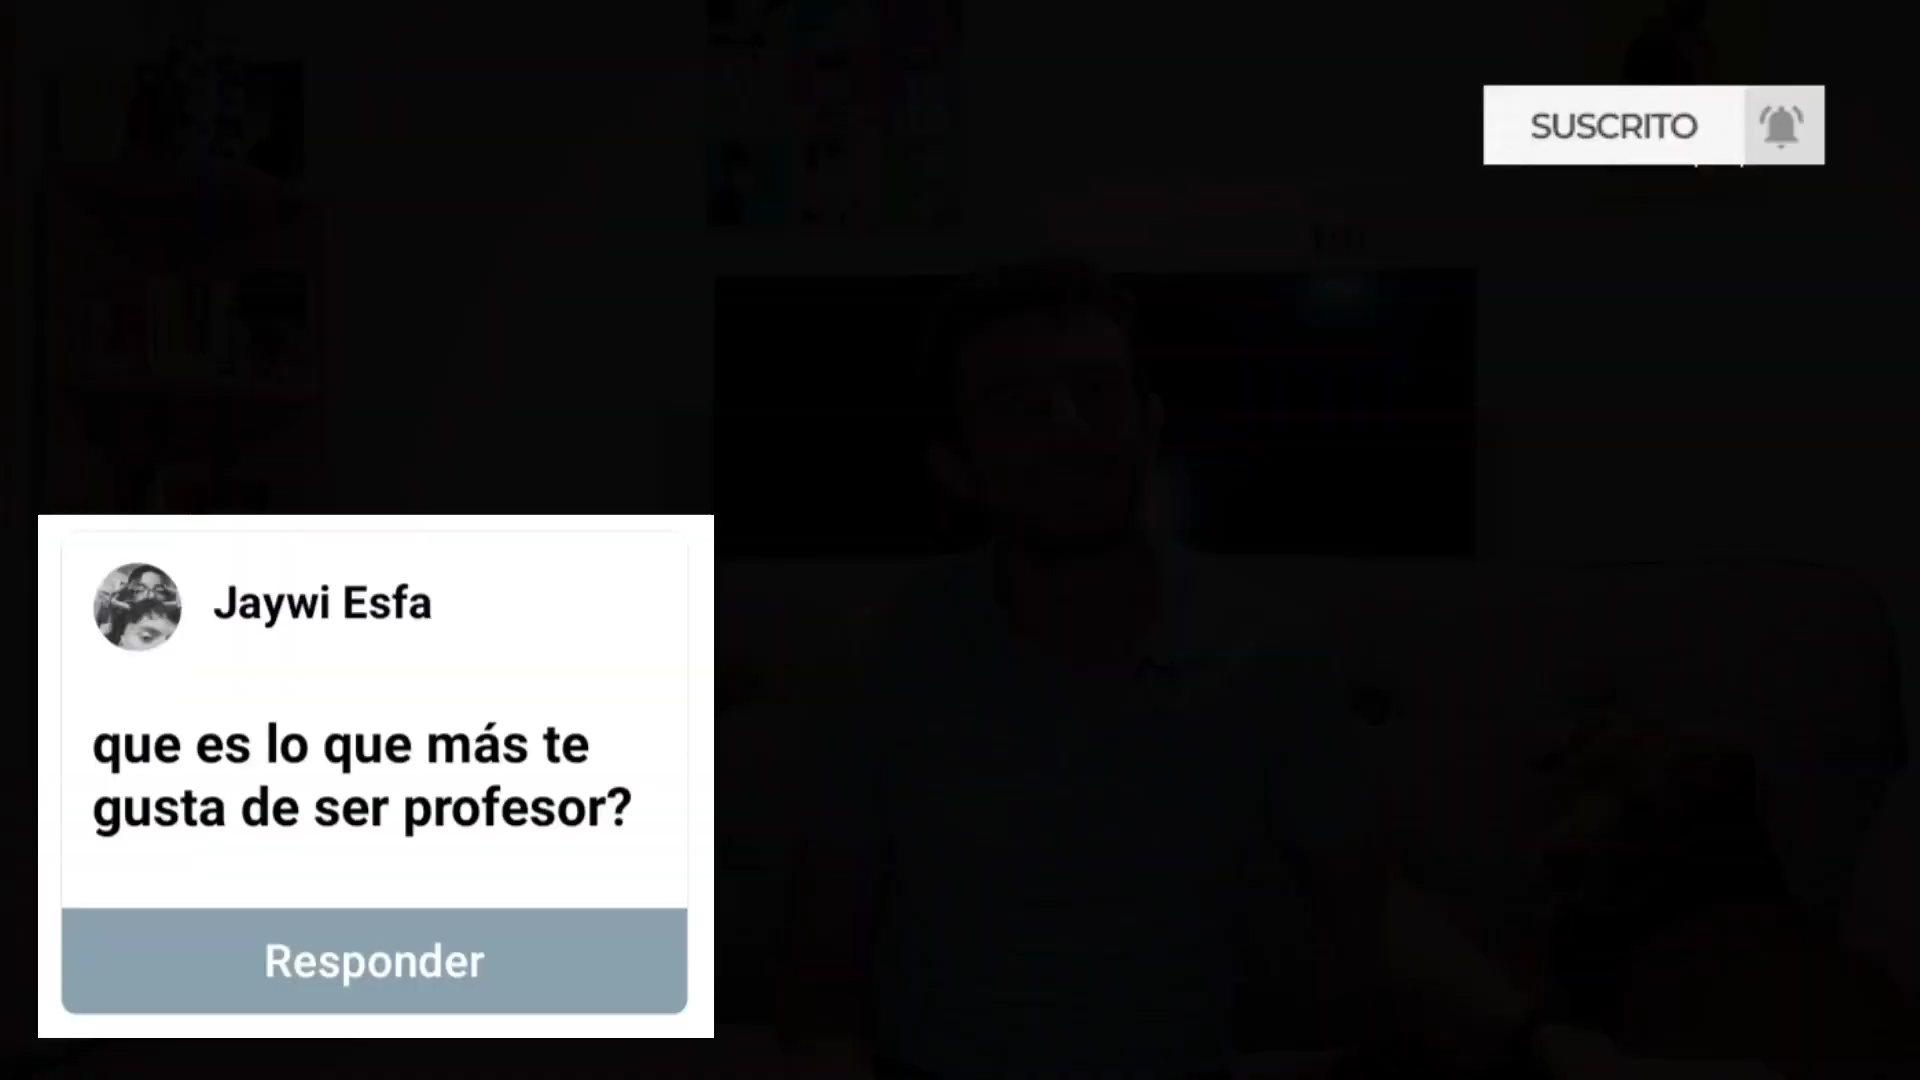 SUSCRITO
Jaywi Esfa
que es lo que más te
gusta de ser profesor?
Responder